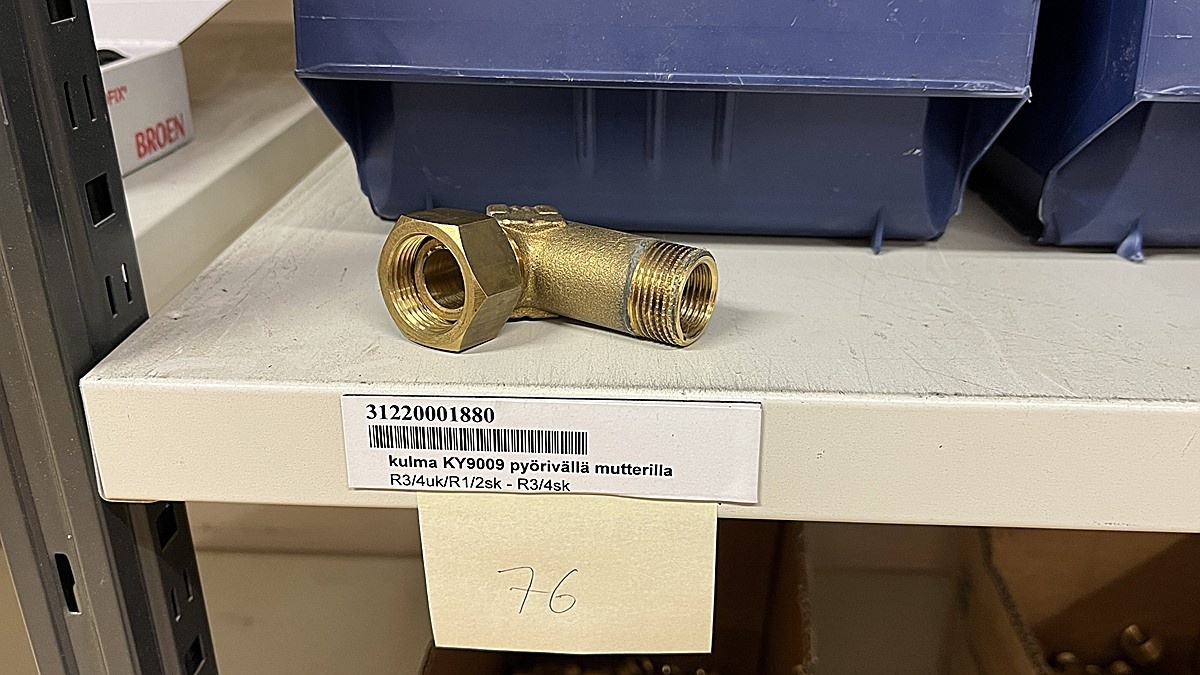 BROEN
31220001880
kulma KY9009 pyörivällä mutterilla
R3/4uk/R1/2sk - R3/4sk
76